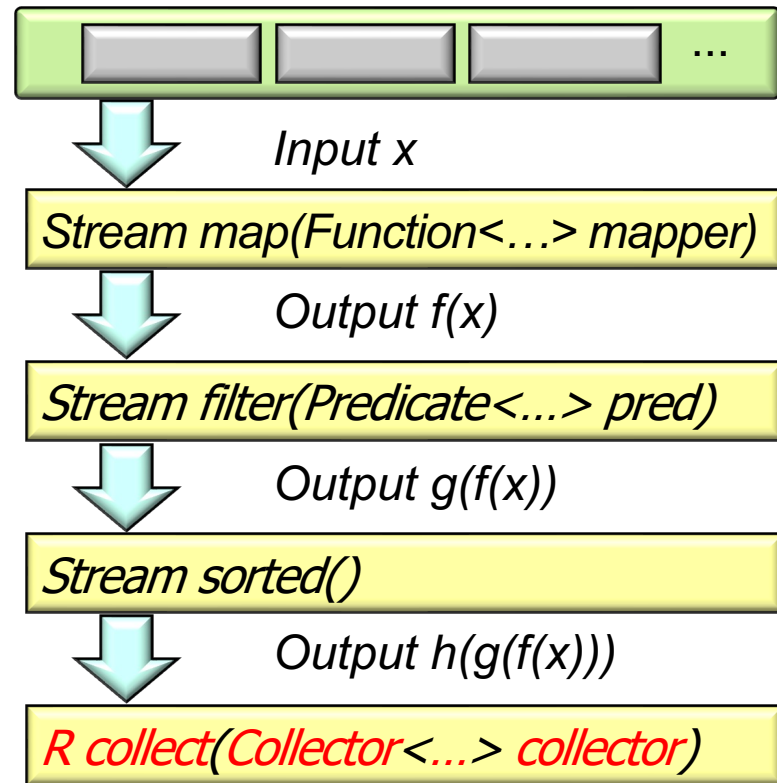 ...
Input x
Stream map(Function<...> mapper)
Output f(x)
Stream filter(Predicate<...> pred)
Output g(f(x))
Stream sorted()
Output h(g(f(x)))
R collect(Collector<...> collector)